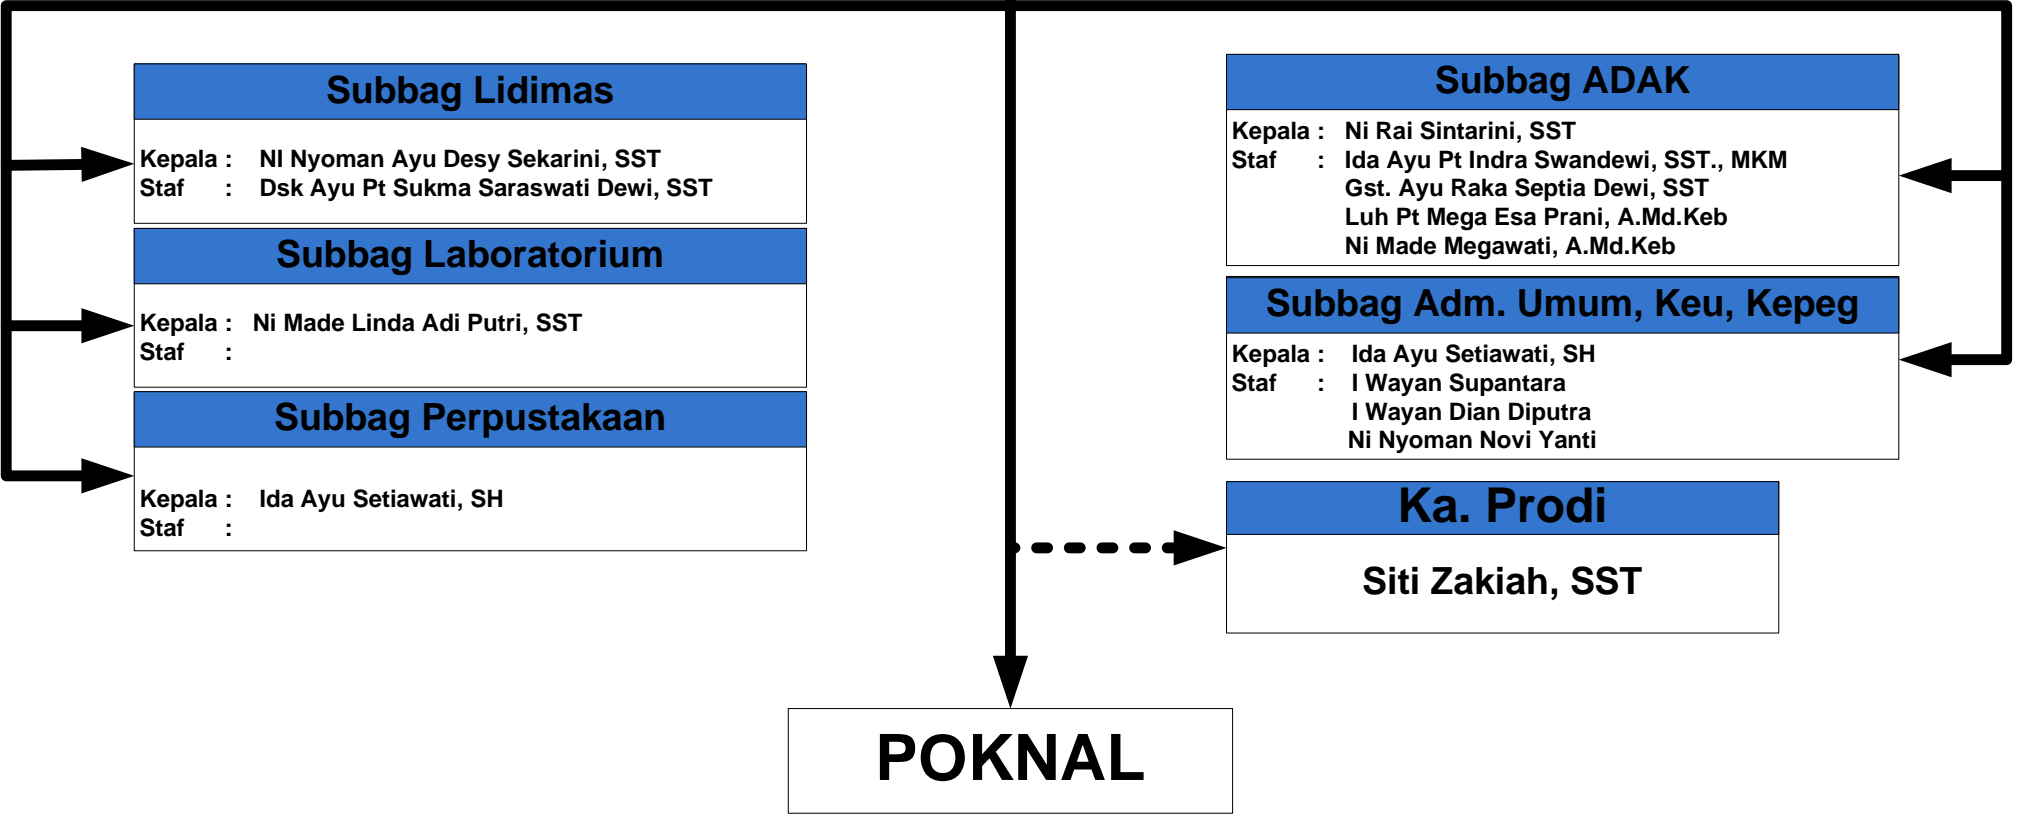 Subbag Lidimas
Kepala : NI Nyoman Ayu Desy Sekarini, SST
Staf : Dsk Ayu Pt Sukma Saraswati Dewi, SST
Subbag Laboratorium
Kepala : Ni Made Linda Adi Putri, SST
Staf :
Subbag Perpustakaan
Kepala : Ida Ayu Setiawati, SH
Staf :
Subbag ADAK
Kepala : Ni Rai Sintarini, SST
Staf : Ida Ayu Pt Indra Swandewi, SST., MKM
Gst. Ayu Raka Septia Dewi, SST
Luh Pt Mega Esa Prani, A.Md.Keb
Ni Made Megawati, A.Md.Keb
Subbag Adm. Umum, Keu, Kepeg
Kepala : Ida Ayu Setiawati, SH
Staf : I Wayan Supantara
I Wayan Dian Diputra
Ni Nyoman Novi Yanti
Ka. Prodi
Siti Zakiah, SST
POKNAL